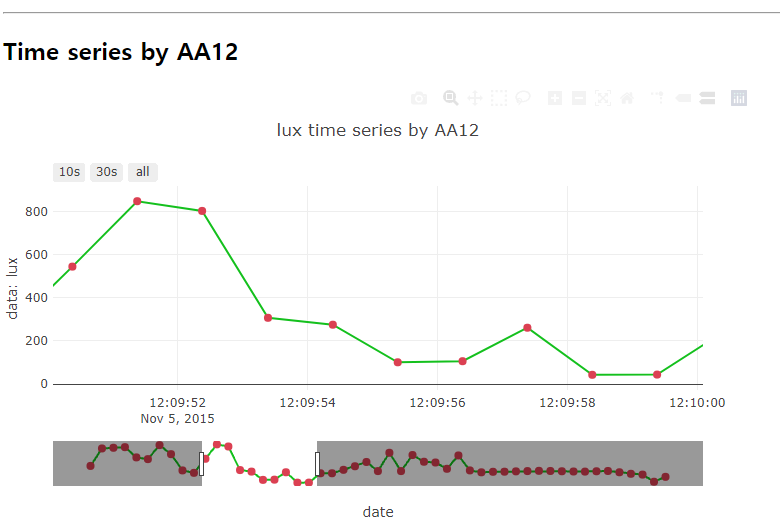 Time series by AA12
lux time series by AA12
10s 30s all
data: lux
800
600
400
200
0
12:09:52 12:09:54 12:09:56 12:09:58 12:10:00
Nov 5, 2015
date